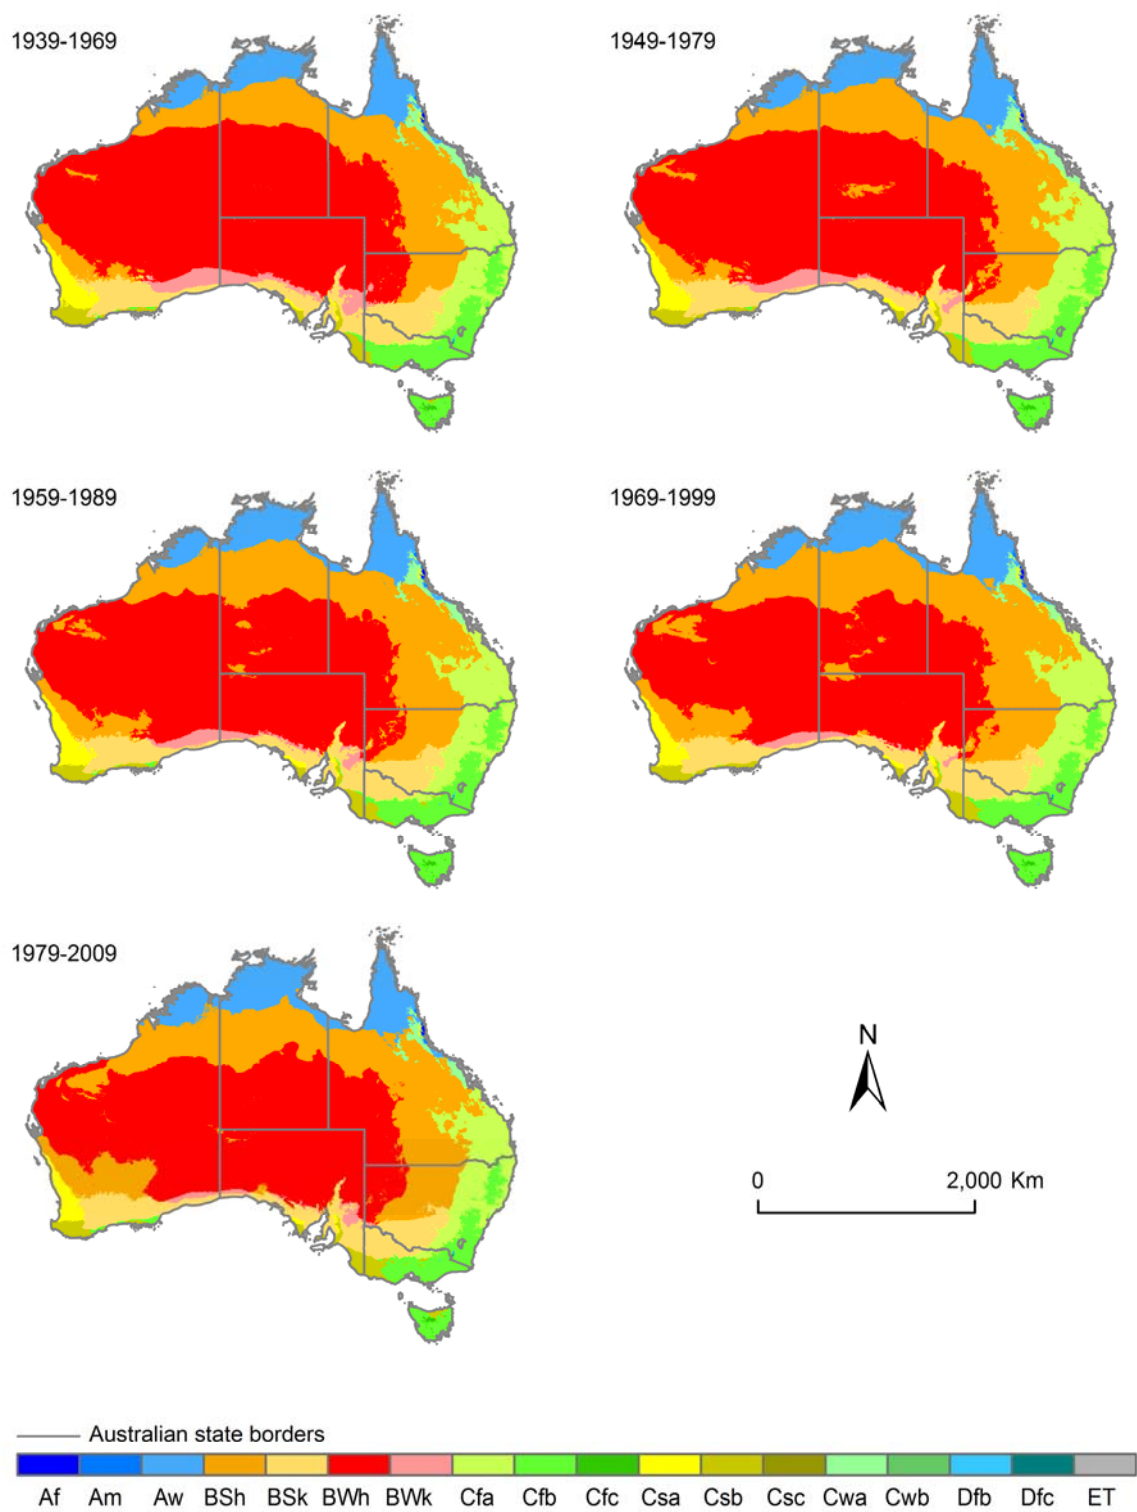 1939-1969
1949-1979
1959-1989
1969-1999
1979-2009
N
0 2,000 Km
Australian state borders
Af Am Aw BSh BSk BWh BWk Cfa Cfb Cfc Csa Csb Csc Cwa Cwb Dfb Dfc ET